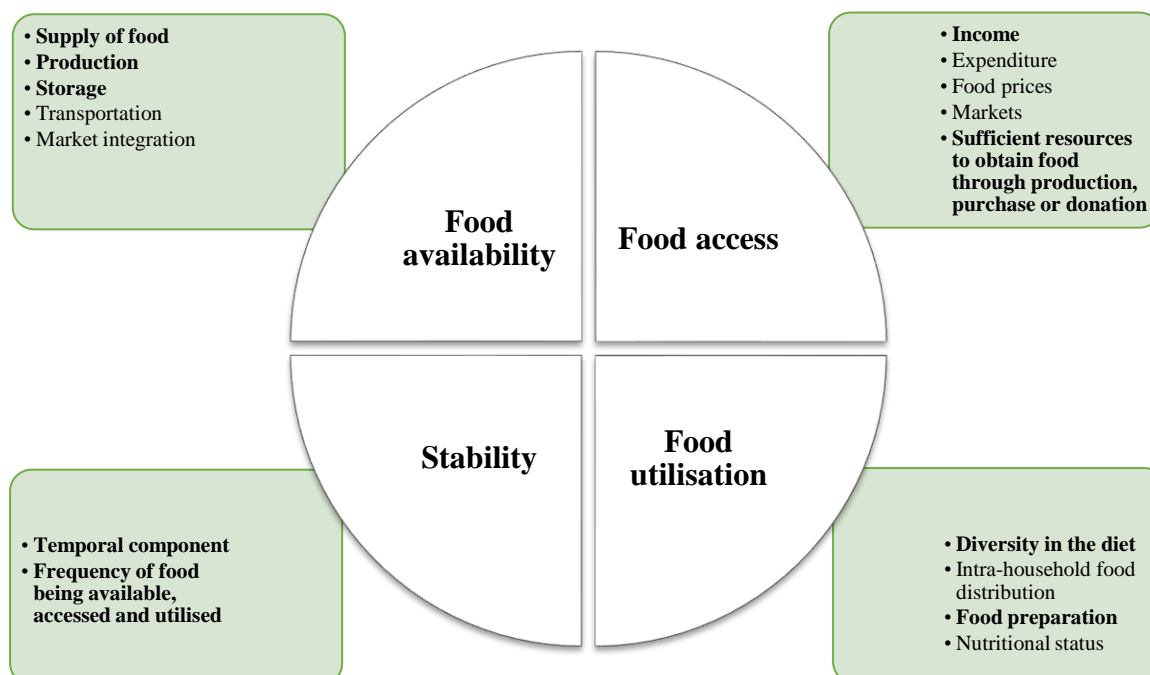 • Supply of food
• Production
• Storage
• Transportation
• Market integration
• Income
• Expenditure
• Food prices
• Markets
• Sufficient resources
to obtain food
through production,
purchase or donation
Food
availability
Food access
Stability
Food
utilisation
• Temporal component
• Frequency of food
being available,
accessed and utilised
• Diversity in the diet
• Intra-household food
distribution
• Food preparation
• Nutritional status